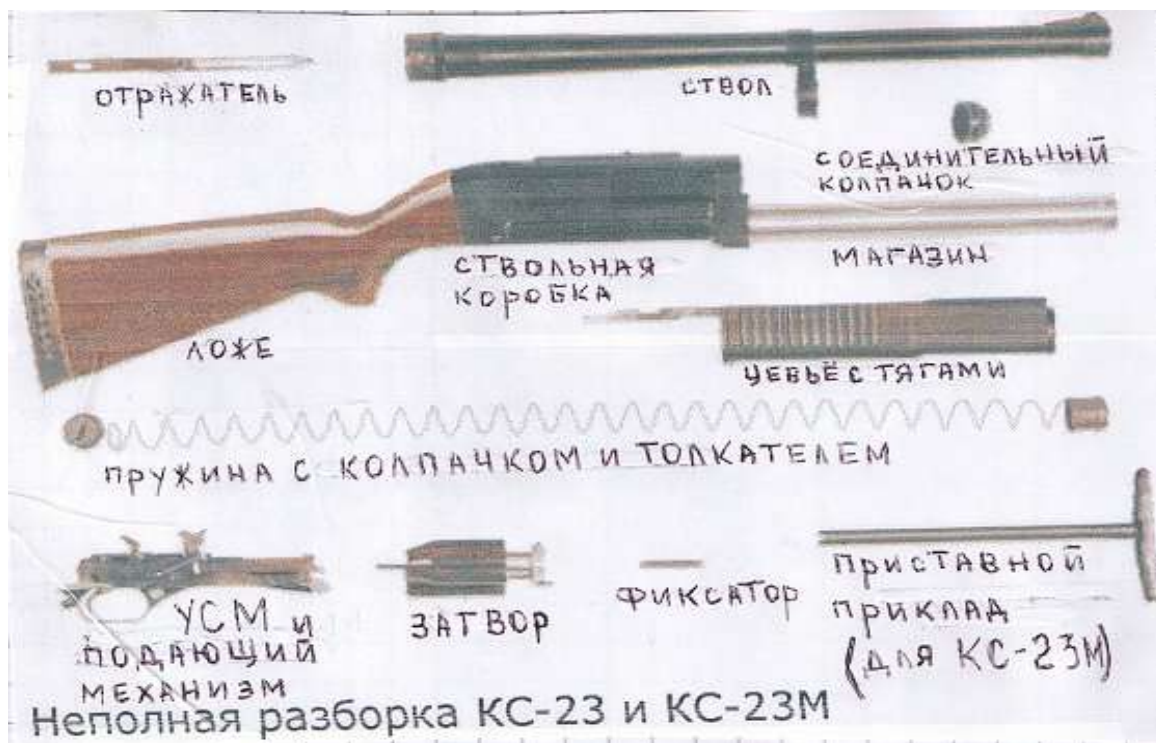 ОТРАЖАТЕЛЬ
СТВОЛ
СОЕДИНИТЕЛЬНЫЙ
КОЛПАЧОК
СТВОЛЬНАЯ
КОРОБКА
МАГАЗИН
ЛОЖЕ
ЦЕВЬЁ С ТЯГАМИ
ПРУЖИНА С КОЛПАЧКОМ И ТОЛКАТЕЛЕМ
УСМ и
ПОДАЮЩИЙ
МЕХАНИЗМ
ЗАТВОР
ФИКСАТОР
ПРИСТАВНОЙ
ПРИКЛАД
(ДЛЯ КС-23М)
Неполная разборка КС-23 и КС-23М